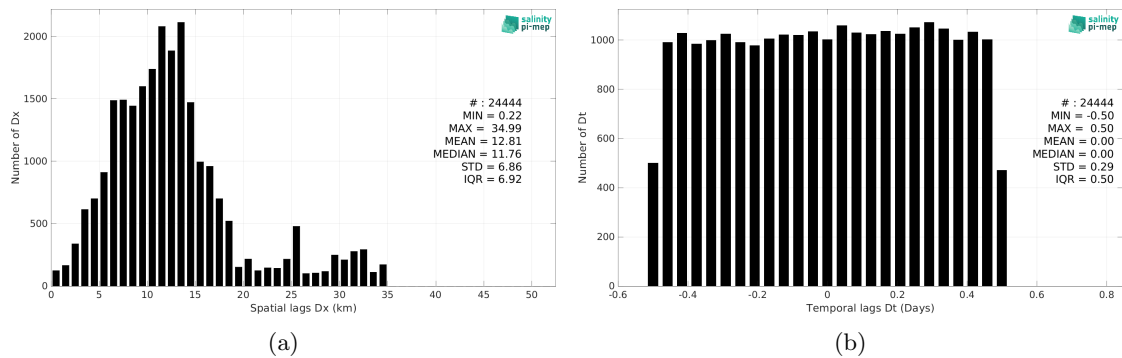 salinity
pi-mep
2000
1500
1000
500
0
Number of Dx
# : 24444
MIN = 0.22
MAX = 34.99
MEAN = 12.81
MEDIAN = 11.76
STD = 6.86
IQR = 6.92
0 5 10 15 20 25 30 35 40 45 50
Spatial lags Dx (km)
(a)
salinity
pi-mep
1000
800
600
400
200
0
Number of Dt
# : 24444
MIN = -0.50
MAX = 0.50
MEAN = 0.00
MEDIAN = 0.00
STD = 0.29
IQR = 0.50
-0.6 -0.4 -0.2 0 0.2 0.4 0.6 0.8
Temporal lags Dt (Days)
(b)